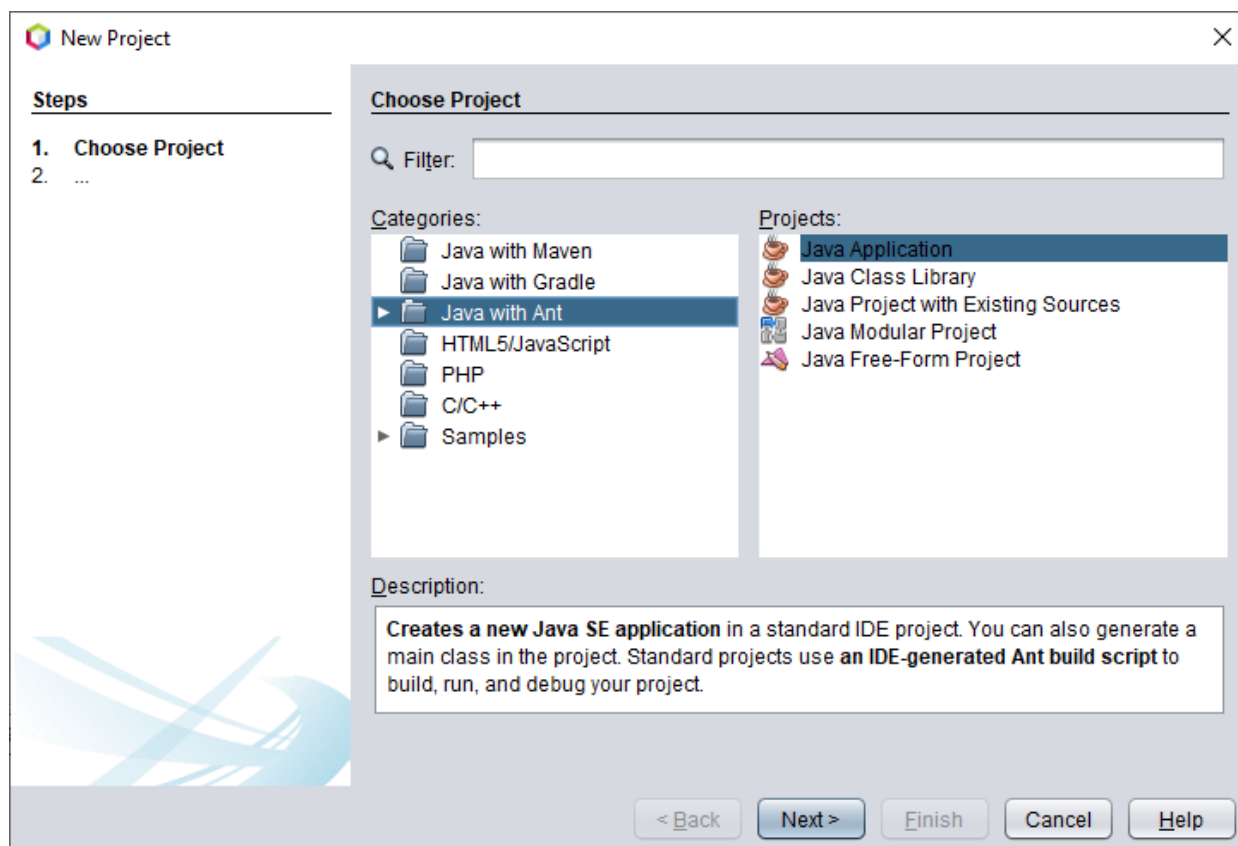 New Project
Steps
1. Choose Project
2. ...
Choose Project
Filter:
Categories:
Java with Maven
Java with Gradle
Java with Ant
HTML5/JavaScript
PHP
C/C++
Samples
Projects:
Java Application
Java Class Library
Java Project with Existing Sources
Java Modular Project
Java Free-Form Project
Description:
Creates a new Java SE application in a standard IDE project. You can also generate a
main class in the project. Standard projects use an IDE-generated Ant build script to
build, run, and debug your project.
< Back
Next >
Finish
Cancel
Help